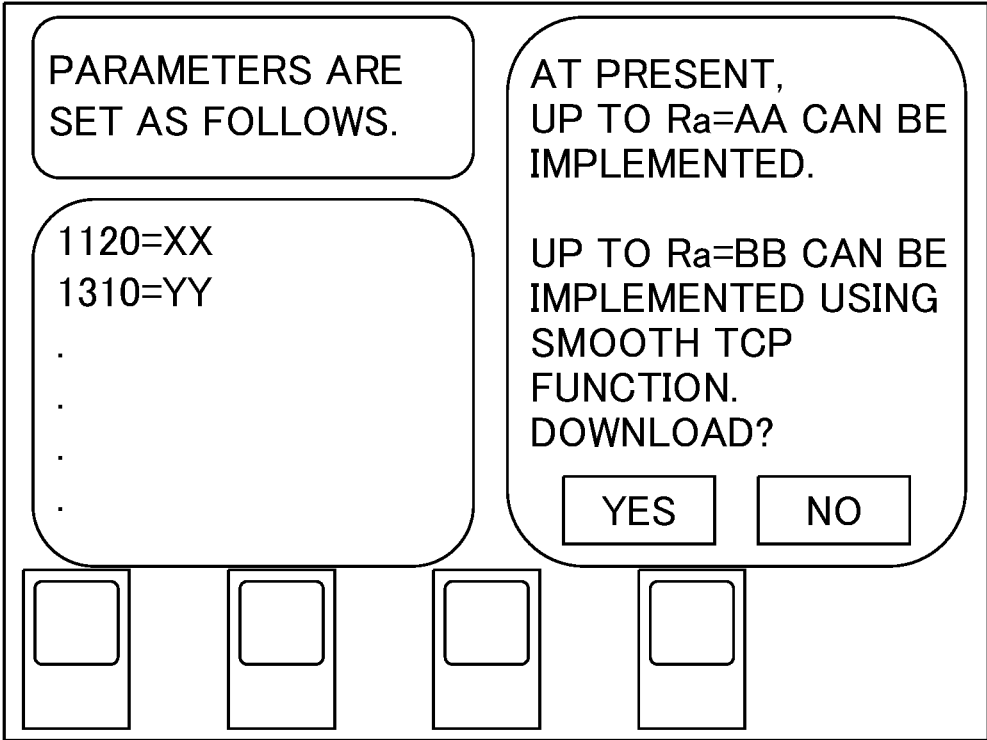 PARAMETERS ARE
SET AS FOLLOWS.
1120=XX
1310=YY
.
.
.
.
AT PRESENT,
UP TO Ra=AA CAN BE
IMPLEMENTED.
UP TO Ra=BB CAN BE
IMPLEMENTED USING
SMOOTH TCP
FUNCTION.
DOWNLOAD?
YES
NO